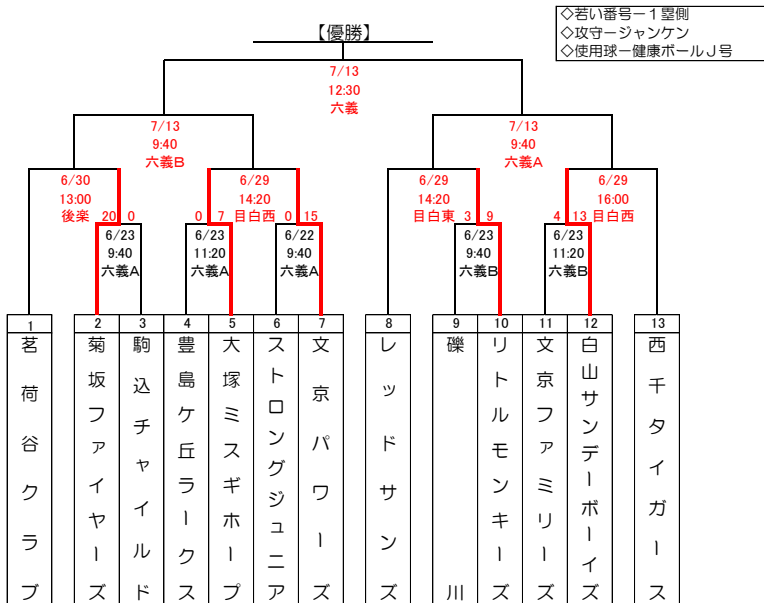 ◇若い番号ー１塁側
◇攻守ージャンケン
◇使用球ー健康ボールＪ号
【優勝】
7/13
12:30
六義
7/13
9:40
六義B
7/13
9:40
六義A
6/30
13:00
後楽
6/29
14:20
目白西
6/29
14:20
目白東
6/29
16:00
目白西
20 0
0 7
0 15
3 9
4 13
6/23
9:40
六義A
6/23
11:20
六義A
6/22
9:40
六義A
6/23
9:40
六義B
6/23
11:20
六義B
1
茗荷谷クラブ
2
菊坂ファイヤーズ
3
駒込チャイルド
4
豊島ケ丘ラークス
5
大塚ミスギホープ
6
ストロングジュニア
7
文京パワーズ
8
レッドサンズ
9
礫川
10
リトルモンキーズ
11
文京ファミリーズ
12
白山サンデーボーイズ
13
西千タイガース